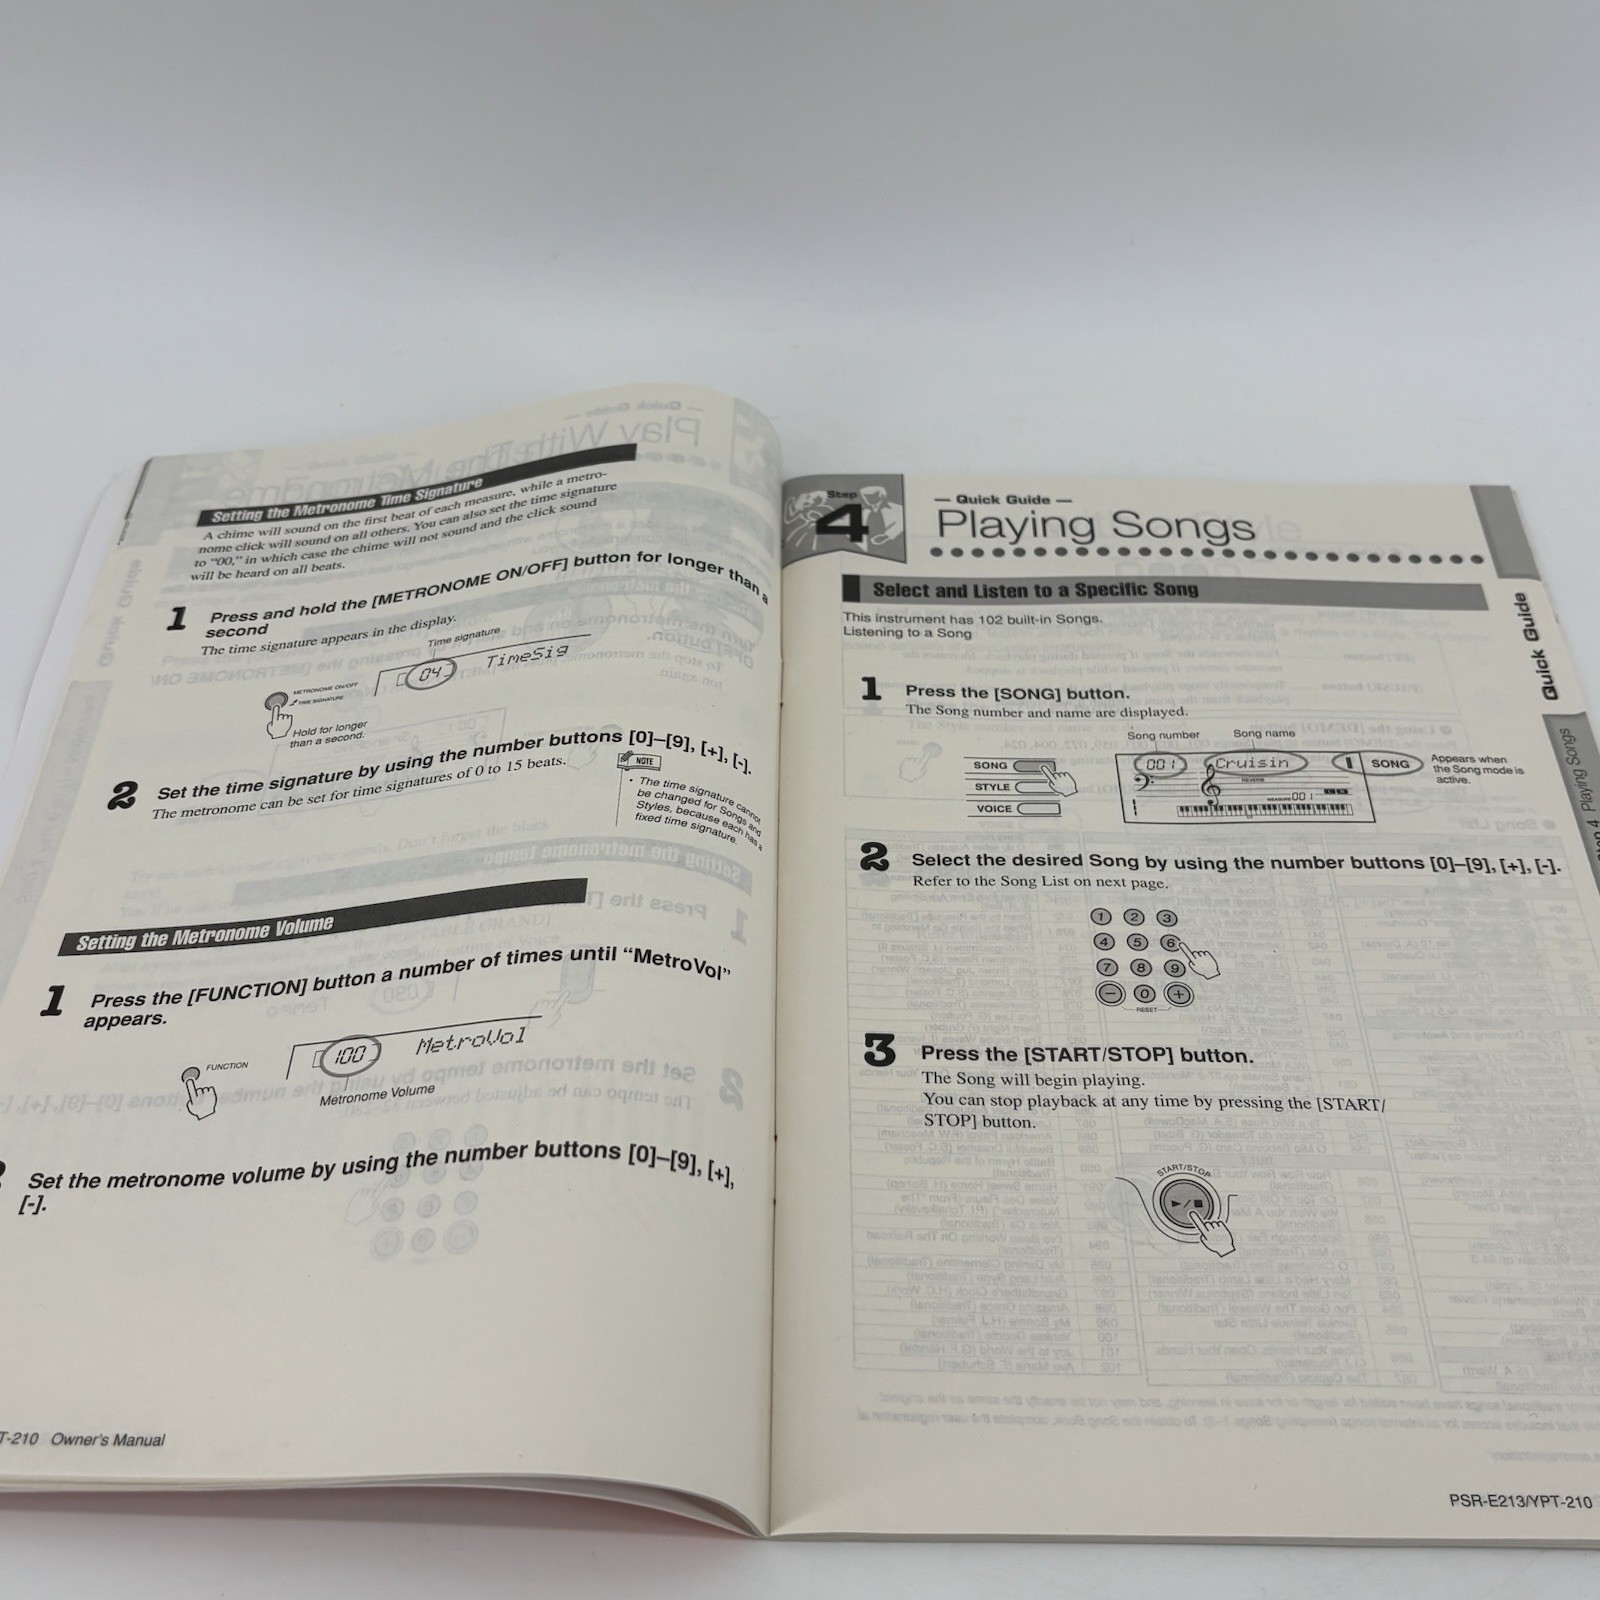 Setting the Metronome Time Signature
A chime will sound on the first beat of each measure, while a metro-
nome click will sound on all others. You can also set the time signature
to “00,” in which case the chime will not sound and the click sound
will be heard on all beats.
1 Press and hold the [METRONOME ON/OFF] button for longer than a
second
The time signature appears in the display.
Time signature
04 TimeSig
METRONOME ON/OFF
TIME SIGNATURE
Hold for longer
than a second.
2 Set the time signature by using the number buttons [0]–[9], [+], [-].
The metronome can be set for time signatures of 0 to 15 beats.
NOTE
• The time signature cannot
be changed for Songs and
Styles, because each has a
fixed time signature.
Setting the Metronome Volume
1 Press the [FUNCTION] button a number of times until “MetroVol”
appears.
FUNCTION
100 MetroVol
Metronome Volume
Set the metronome volume by using the number buttons [0]–[9], [+],
[-].
T-210 Owner's Manual
Step
4
— Quick Guide —
Playing Songs
Select and Listen to a Specific Song
This instrument has 102 built-in Songs.
Listening to a Song
1 Press the [SONG] button.
The Song number and name are displayed.
Song number Song name
SONG
STYLE
VOICE
001 Cruisin SONG
REVERB
MEASURE 001
Appears when
the Song mode is
active.
2 Select the desired Song by using the number buttons [0]–[9], [+], [-].
Refer to the Song List on next page.
1 2 3
4 5 6
7 8 9
– 0 +
RESET
3 Press the [START/STOP] button.
The Song will begin playing.
You can stop playback at any time by pressing the [START/
STOP] button.
START/STOP
Quick Guide
Step 4 Playing Songs
PSR-E213/YPT-210